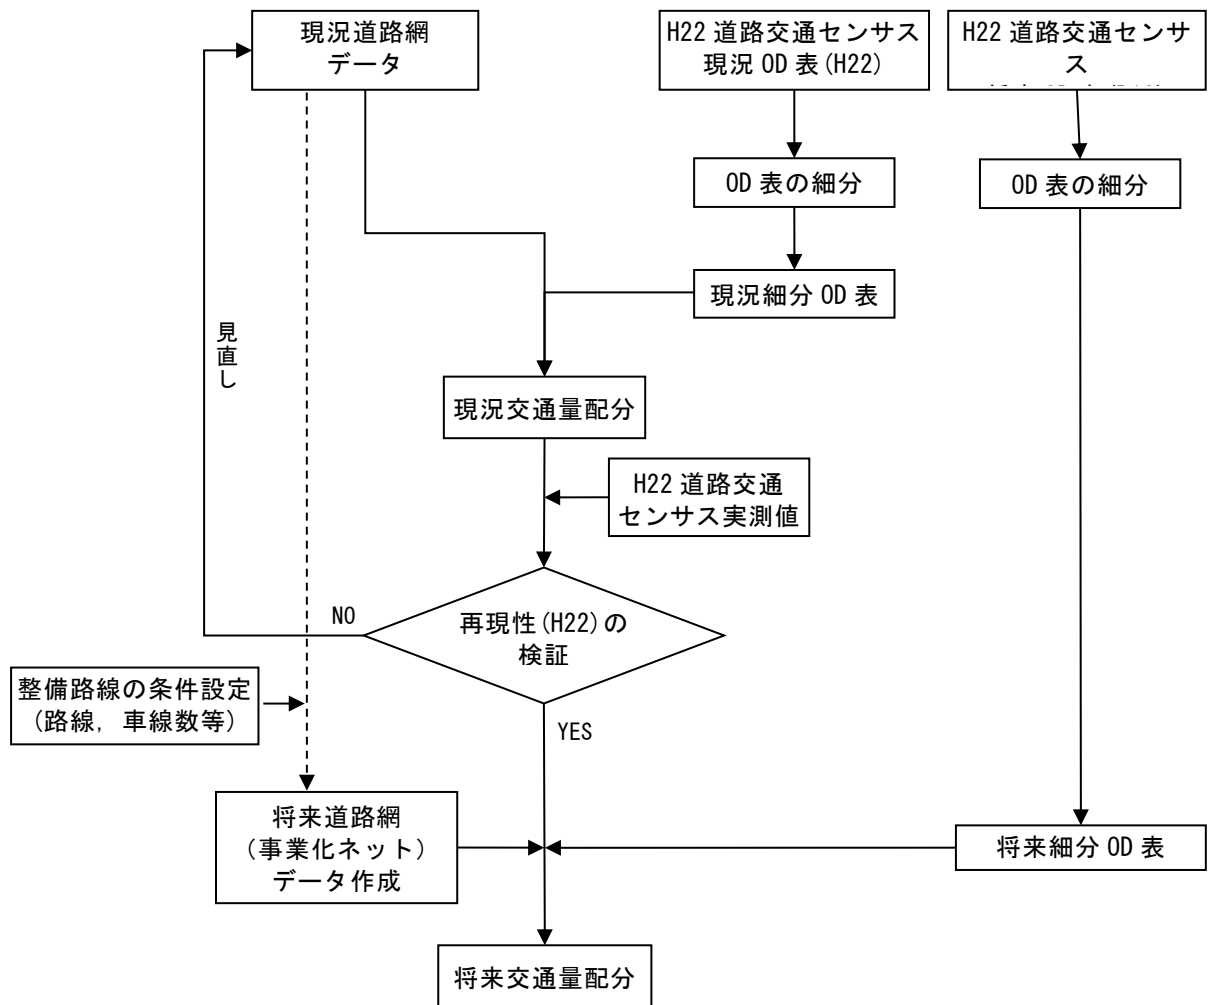 現況道路網
データ
H22 道路交通センサス
現況 OD 表(H22)
H22 道路交通センサ
ス
OD 表の細分
OD 表の細分
現況細分 OD 表
見直し
現況交通量配分
H22 道路交通
センサス実測値
NO
再現性(H22)の
検証
整備路線の条件設定
(路線，車線数等)
YES
将来道路網
(事業化ネット)
データ作成
将来細分 OD 表
将来交通量配分